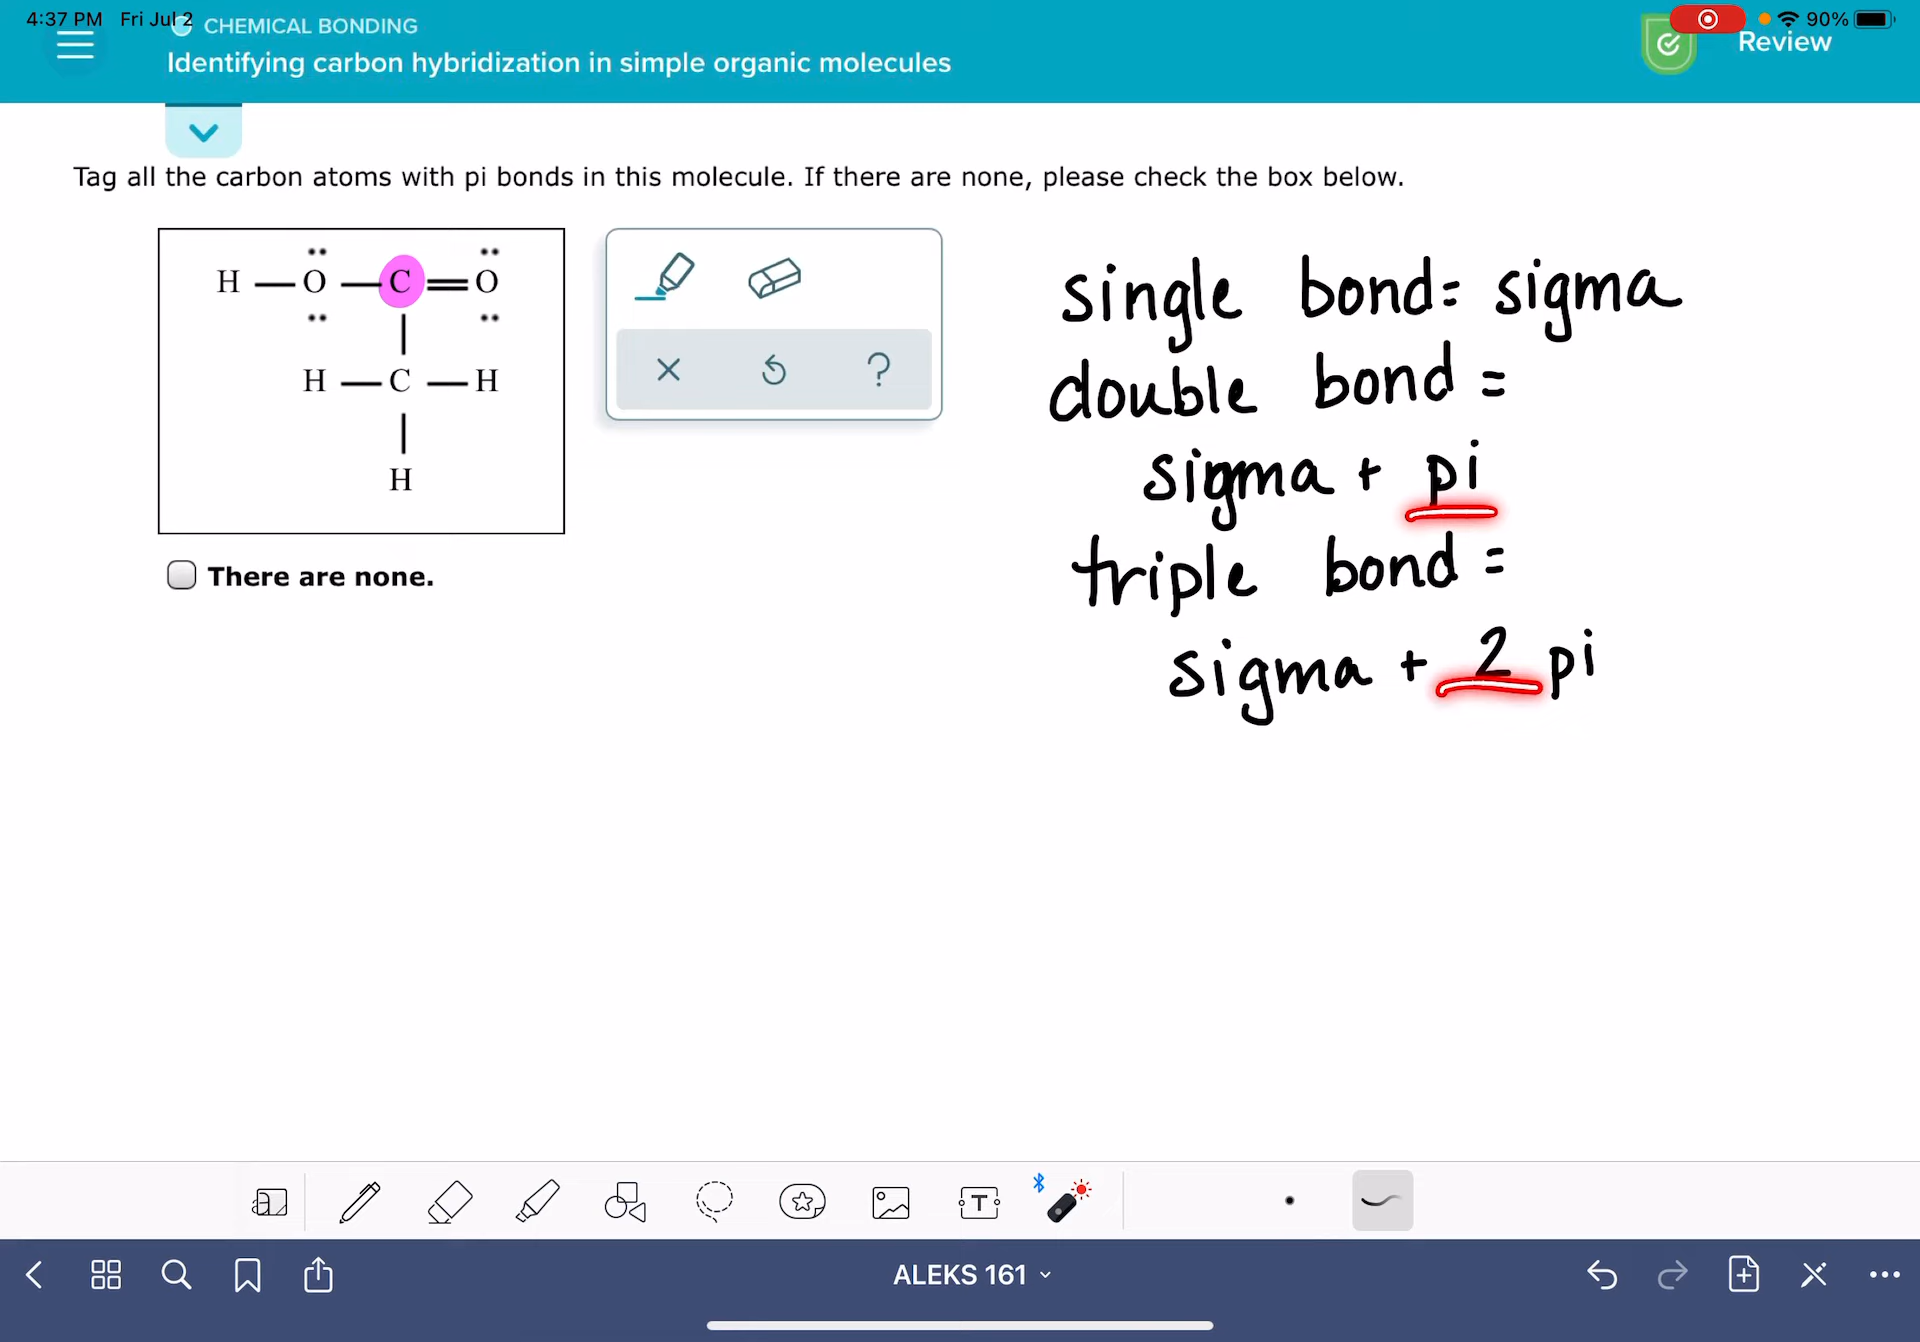 4:37 PM Fri Jul 2
90%
CHEMICAL BONDING
Identifying carbon hybridization in simple organic molecules
Review
Tag all the carbon atoms with pi bonds in this molecule. If there are none, please check the box below.
H — O — C = O
H — C — H
H
There are none.
?
single bond = sigma
double bond =
sigma + pi
triple bond =
sigma + 2 pi
a
T
ALEKS 161